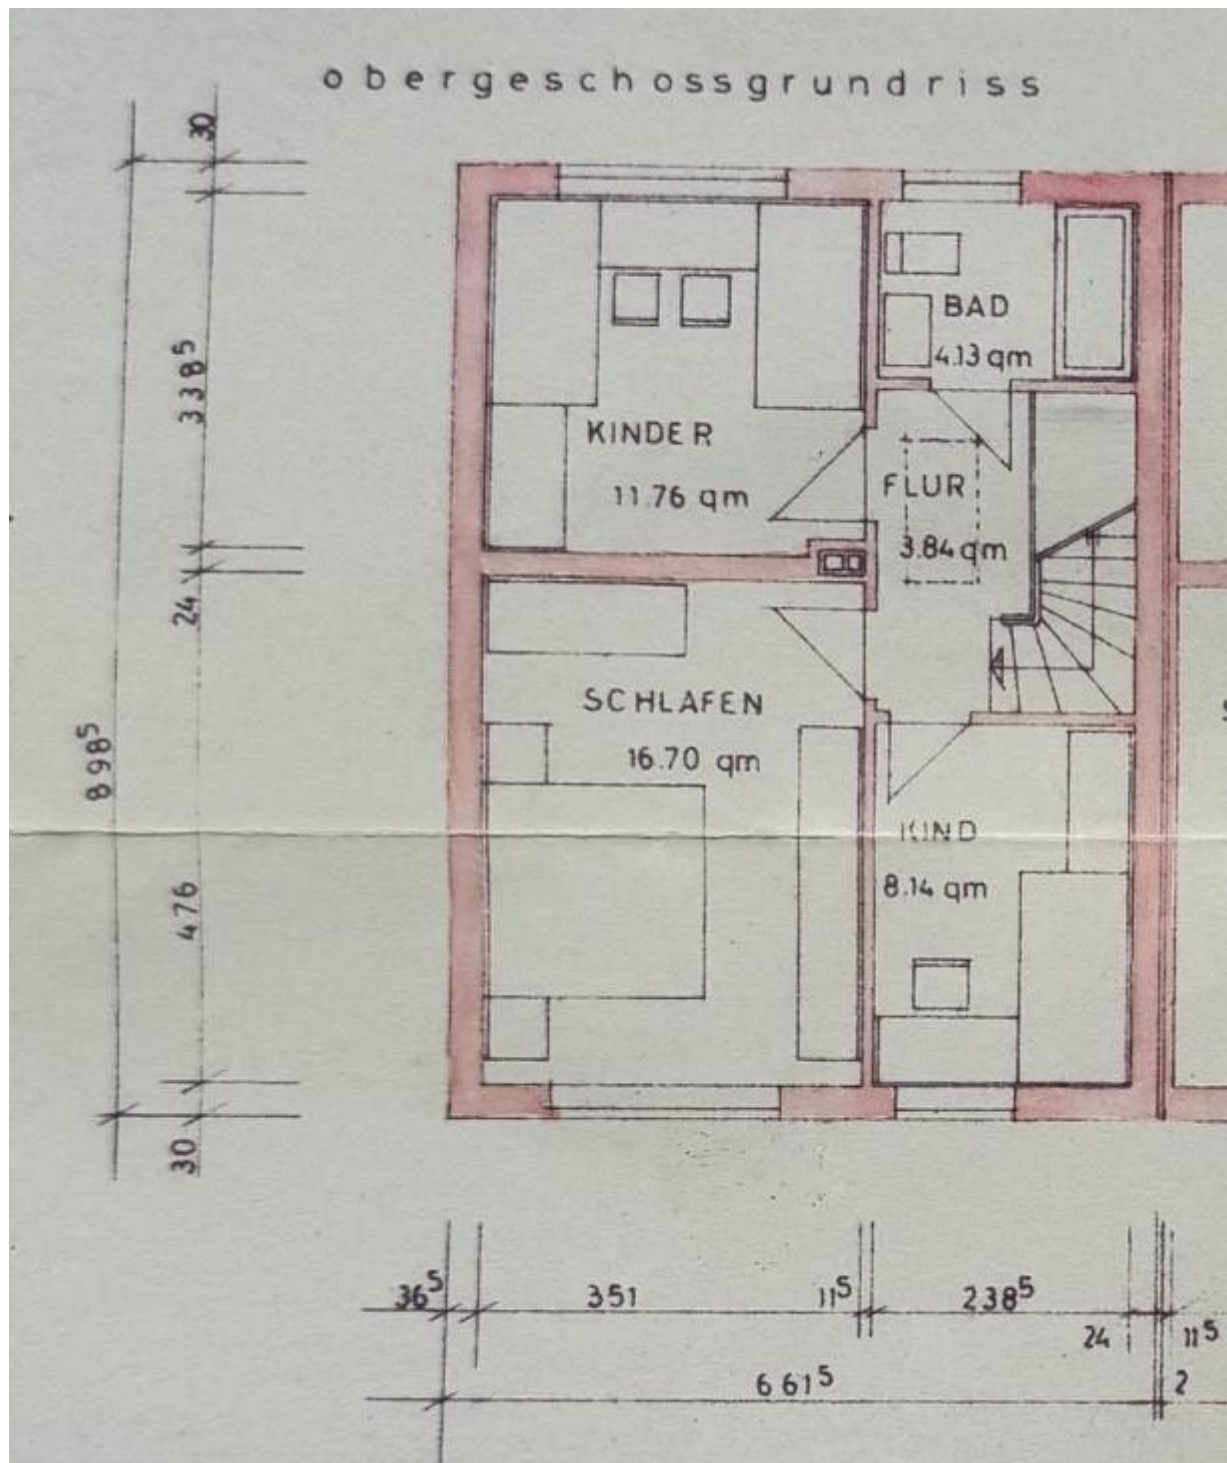 obergeschossgrundriss
30
338⁵
24
898⁵
476
30
BAD
4.13 qm
KINDER
11.76 qm
FLUR
3.84 qm
SCHLAFEN
16.70 qm
KIND
8.14 qm
36⁵ 351 11⁵ 238⁵
24 11⁵
661⁵ 2